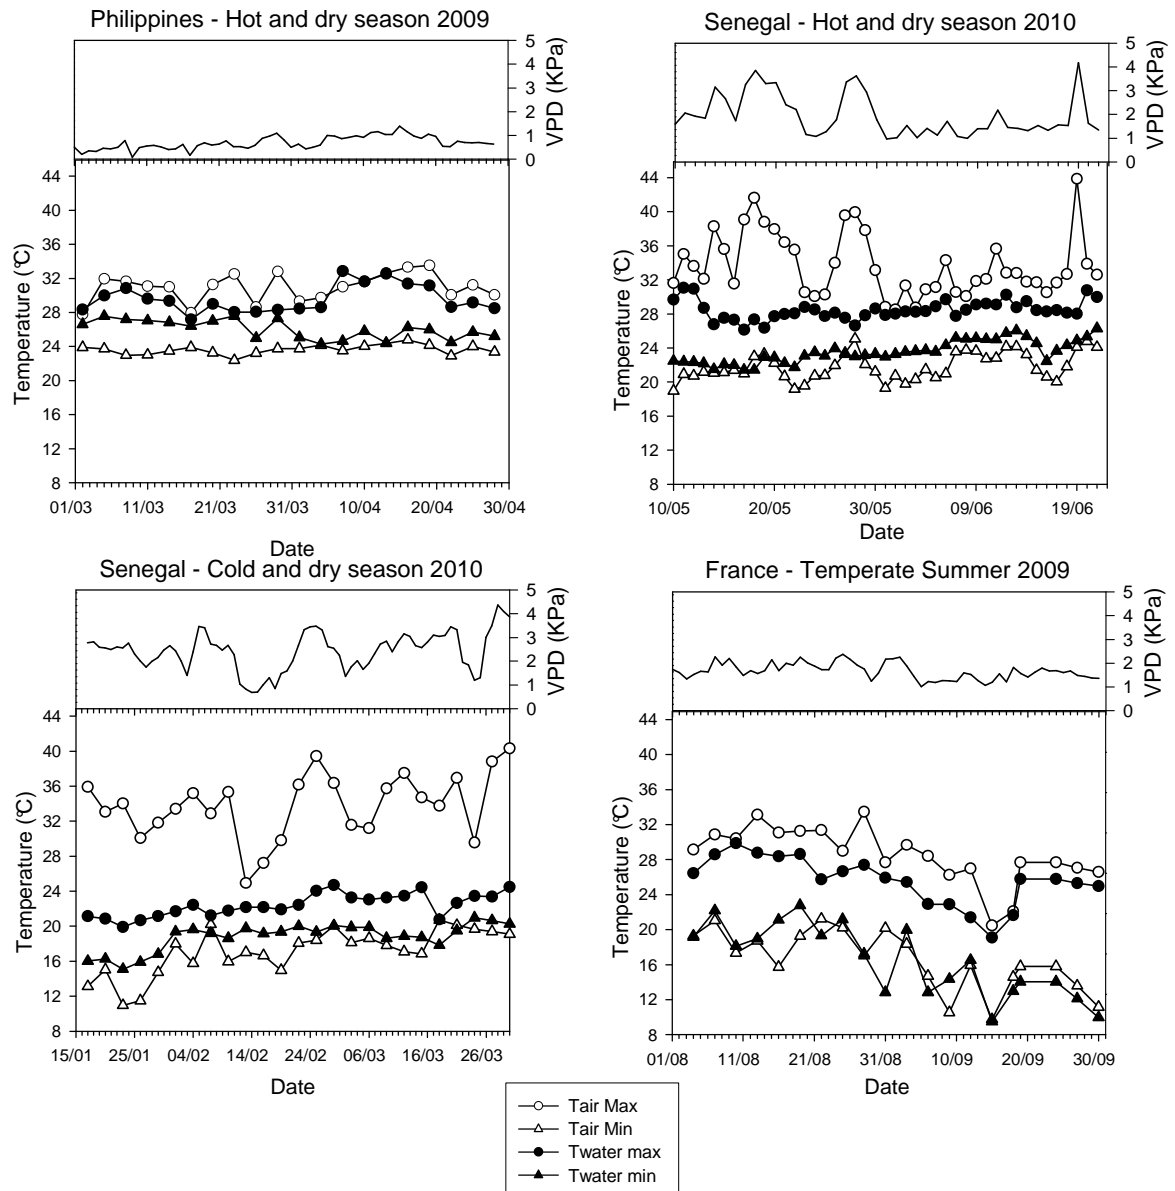 Philippines - Hot and dry season 2009
5
4
3
2
1
0
VPD (KPa)
44
40
36
32
28
24
20
16
12
8
Temperature (°C)
01/03 11/03 21/03 31/03 10/04 20/04 30/04
Date
Senegal - Hot and dry season 2010
5
4
3
2
1
0
VPD (KPa)
44
40
36
32
28
24
20
16
12
8
Temperature (°C)
10/05 20/05 30/05 09/06 19/06
Date
Senegal - Cold and dry season 2010
5
4
3
2
1
0
VPD (KPa)
44
40
36
32
28
24
20
16
12
8
Temperature (°C)
15/01 25/01 04/02 14/02 24/02 06/03 16/03 26/03
Date
France - Temperate Summer 2009
5
4
3
2
1
0
VPD (KPa)
44
40
36
32
28
24
20
16
12
8
Temperature (°C)
01/08 11/08 21/08 31/08 10/09 20/09 30/09
Date
Tair Max
Tair Min
Twater max
Twater min